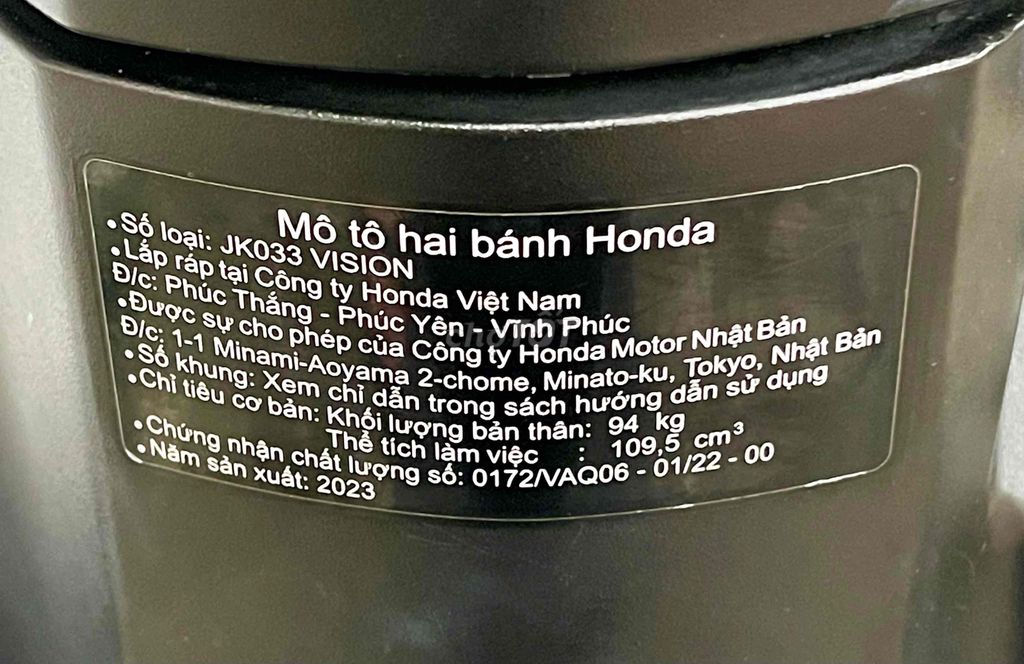 Mô tô hai bánh Honda
•Số loại: JK033 VISION
•Lắp ráp tại Công ty Honda Việt Nam
Đ/c: Phúc Thắng - Phúc Yên - Vĩnh Phúc
•Được sự cho phép của Công ty Honda Motor Nhật Bản
Đ/c: 1-1 Minami-Aoyama 2-chome, Minato-ku, Tokyo, Nhật Bản
•Số khung: Xem chỉ dẫn trong sách hướng dẫn sử dụng
•Chỉ tiêu cơ bản: Khối lượng bản thân: 94 kg
Thể tích làm việc : 109,5 cm³
•Chứng nhận chất lượng số: 0172/VAQ06 - 01/22 - 00
•Năm sản xuất: 2023
chợTỐT